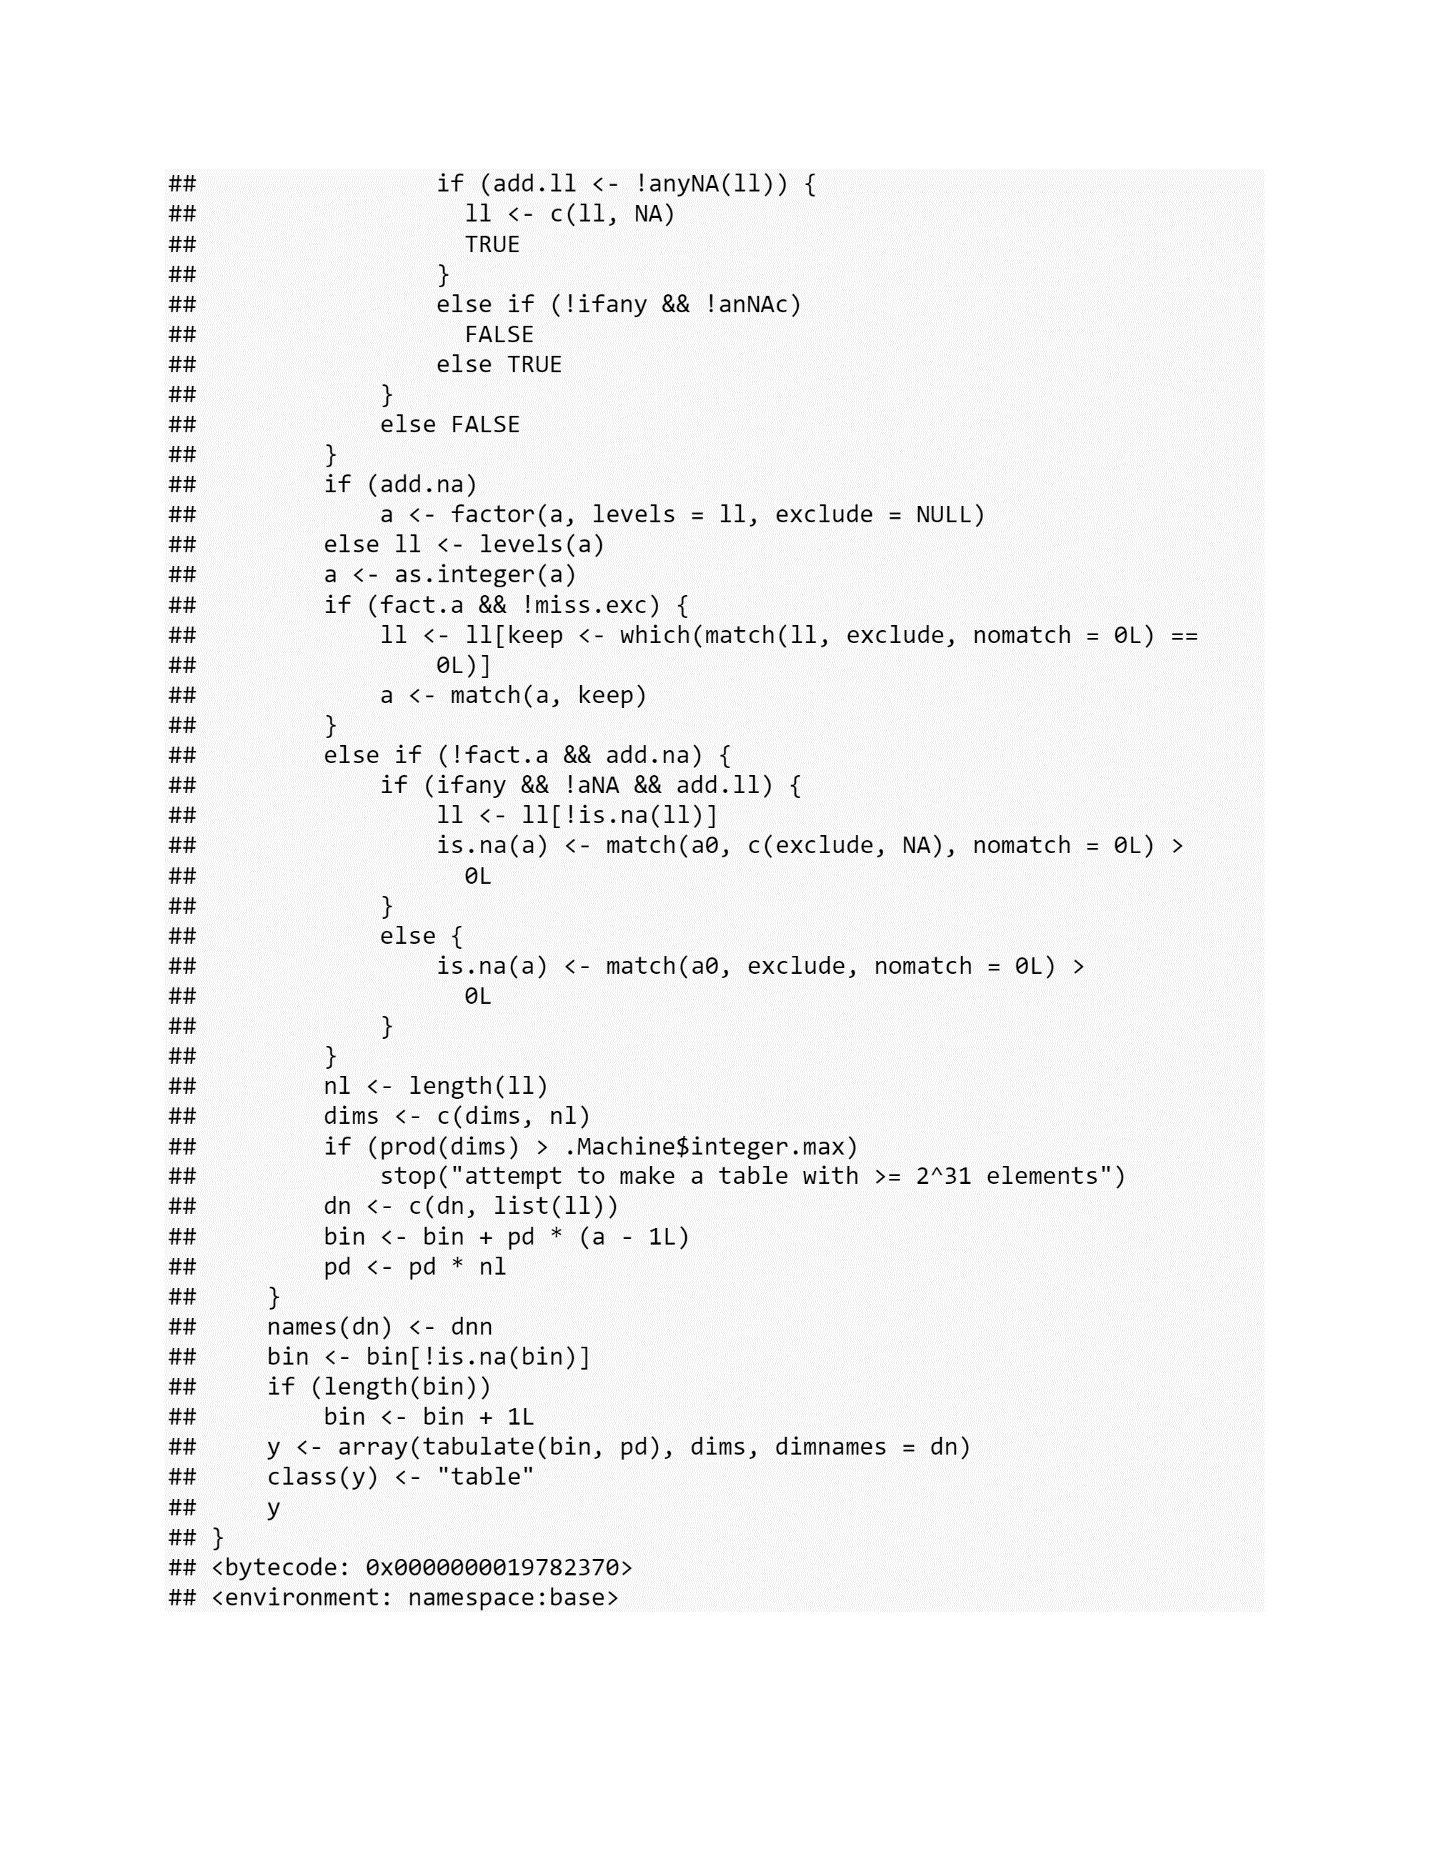 ##                 if (add.ll <- !anyNA(ll)) {
##                   ll <- c(ll, NA)
##                   TRUE
##                 }
##                 else if (!ifany && !anNAc)
##                   FALSE
##                 else TRUE
##             }
##             else FALSE
##         }
##         if (add.na)
##             a <- factor(a, levels = ll, exclude = NULL)
##         else ll <- levels(a)
##         a <- as.integer(a)
##         if (fact.a && !miss.exc) {
##             ll <- ll[keep <- which(match(ll, exclude, nomatch = 0L) ==
##                 0L)]
##             a <- match(a, keep)
##         }
##         else if (!fact.a && add.na) {
##             if (ifany && !aNA && add.ll) {
##                 ll <- ll[!is.na(ll)]
##                 is.na(a) <- match(a0, c(exclude, NA), nomatch = 0L) >
##                   0L
##             }
##             else {
##                 is.na(a) <- match(a0, exclude, nomatch = 0L) >
##                   0L
##             }
##         }
##         nl <- length(ll)
##         dims <- c(dims, nl)
##         if (prod(dims) > .Machine$integer.max)
##             stop("attempt to make a table with >= 2^31 elements")
##         dn <- c(dn, list(ll))
##         bin <- bin + pd * (a - 1L)
##         pd <- pd * nl
##     }
##     names(dn) <- dnn
##     bin <- bin[!is.na(bin)]
##     if (length(bin))
##         bin <- bin + 1L
##     y <- array(tabulate(bin, pd), dims, dimnames = dn)
##     class(y) <- "table"
##     y
## }
## <bytecode: 0x0000000019782370>
## <environment: namespace:base>